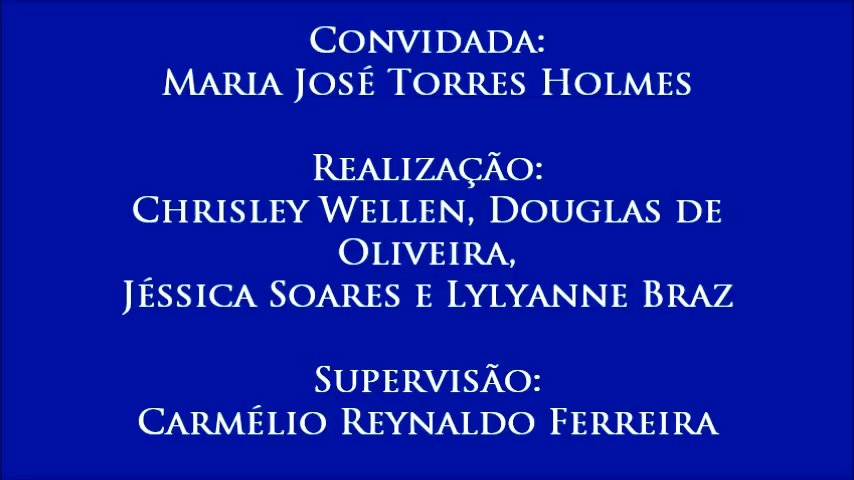 Convidada:
Maria José Torres Holmes
Realização:
Chrisley Wellen, Douglas de
Oliveira,
Jéssica Soares e Lylyanne Braz
Supervisão:
Carmélio Reynaldo Ferreira